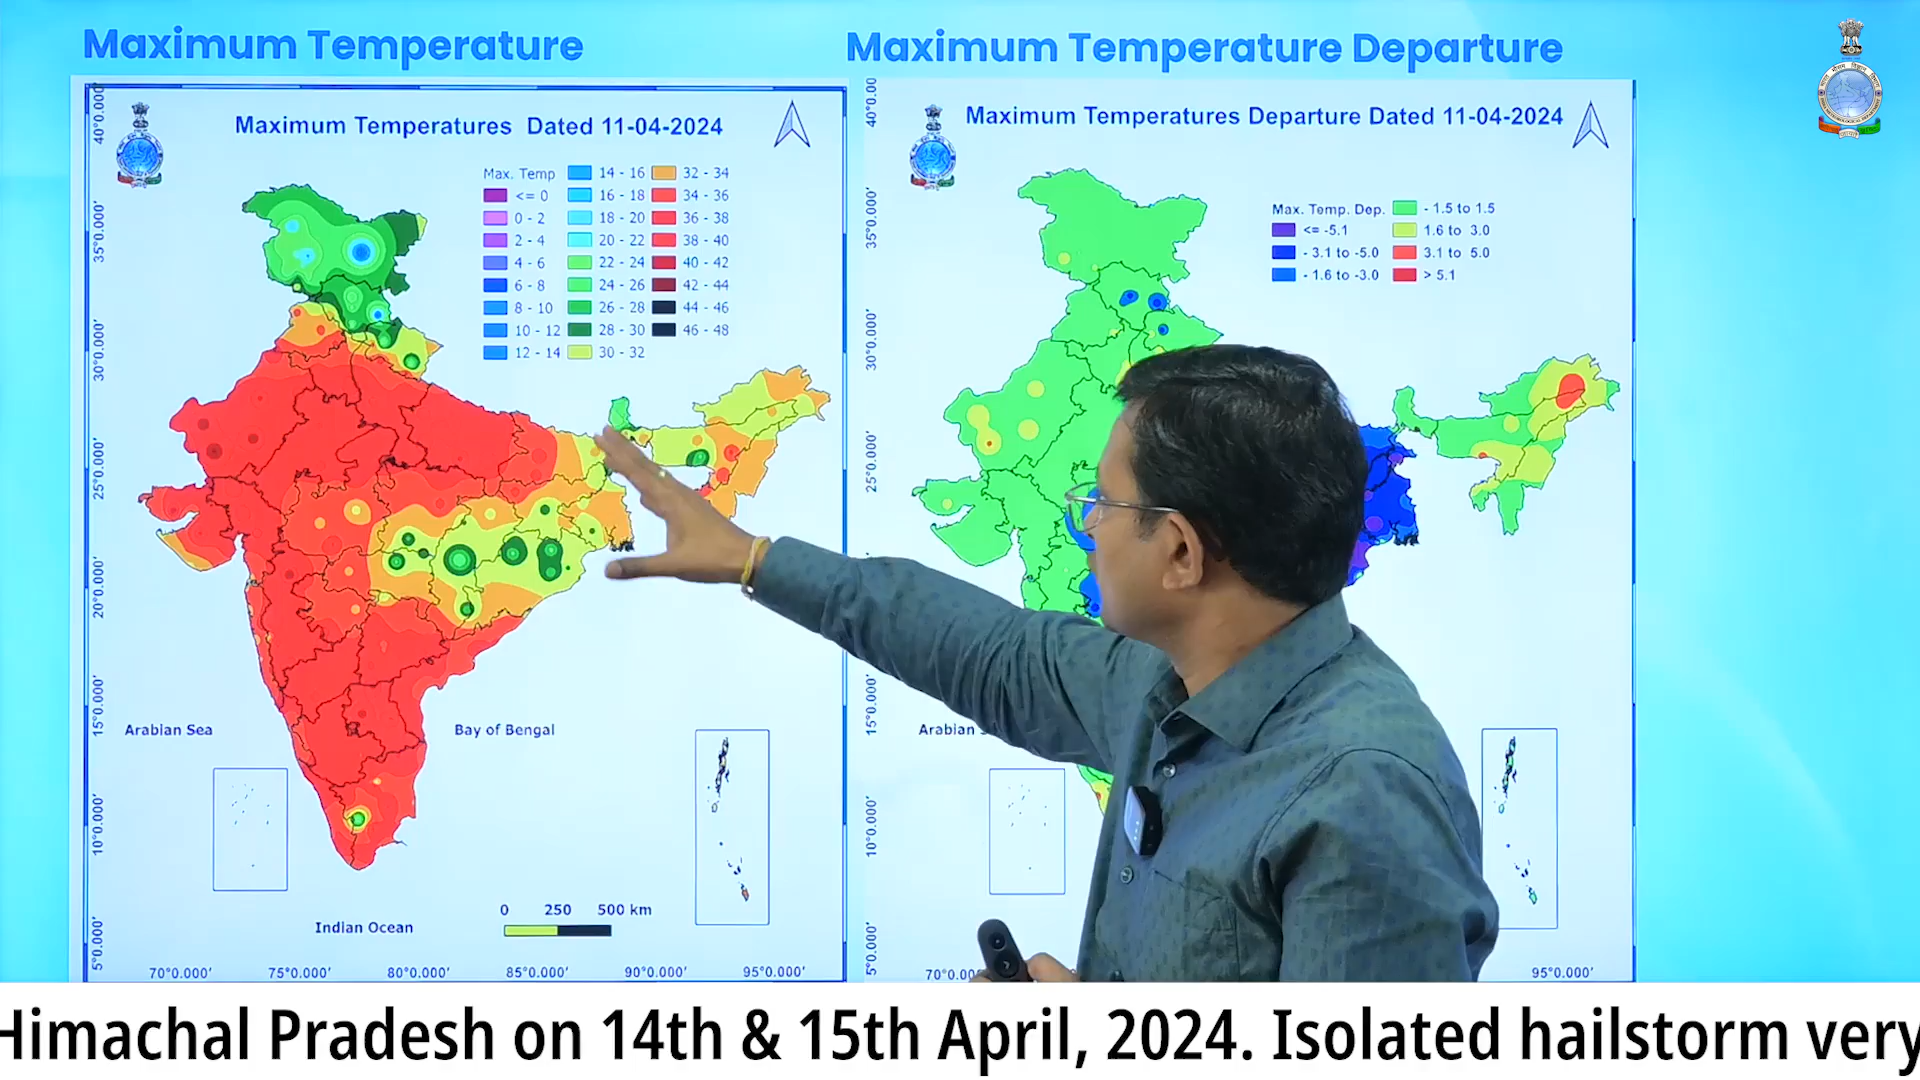 Maximum Temperature
Maximum Temperature Departure
Maximum Temperatures Dated 11-04-2024
Max. Temp
<= 0
0 - 2
2 - 4
4 - 6
6 - 8
8 - 10
10 - 12
12 - 14
14 - 16
16 - 18
18 - 20
20 - 22
22 - 24
24 - 26
26 - 28
28 - 30
30 - 32
32 - 34
34 - 36
36 - 38
38 - 40
40 - 42
42 - 44
44 - 46
46 - 48
40°0.000'
35°0.000'
30°0.000'
25°0.000'
20°0.000'
15°0.000'
10°0.000'
5°0.000'
Arabian Sea
Bay of Bengal
Indian Ocean
0 250 500 km
70°0.000' 75°0.000' 80°0.000' 85°0.000' 90°0.000' 95°0.000'
Maximum Temperatures Departure Dated 11-04-2024
Max. Temp. Dep.
<= -5.1
- 3.1 to -5.0
- 1.6 to -3.0
- 1.5 to 1.5
1.6 to 3.0
3.1 to 5.0
> 5.1
40°0.00
35°0.000'
30°0.000'
25°0.000'
15°0.000'
10°0.000'
5°0.000'
Arabian
95°0.000'
Himachal Pradesh on 14th & 15th April, 2024. Isolated hailstorm very